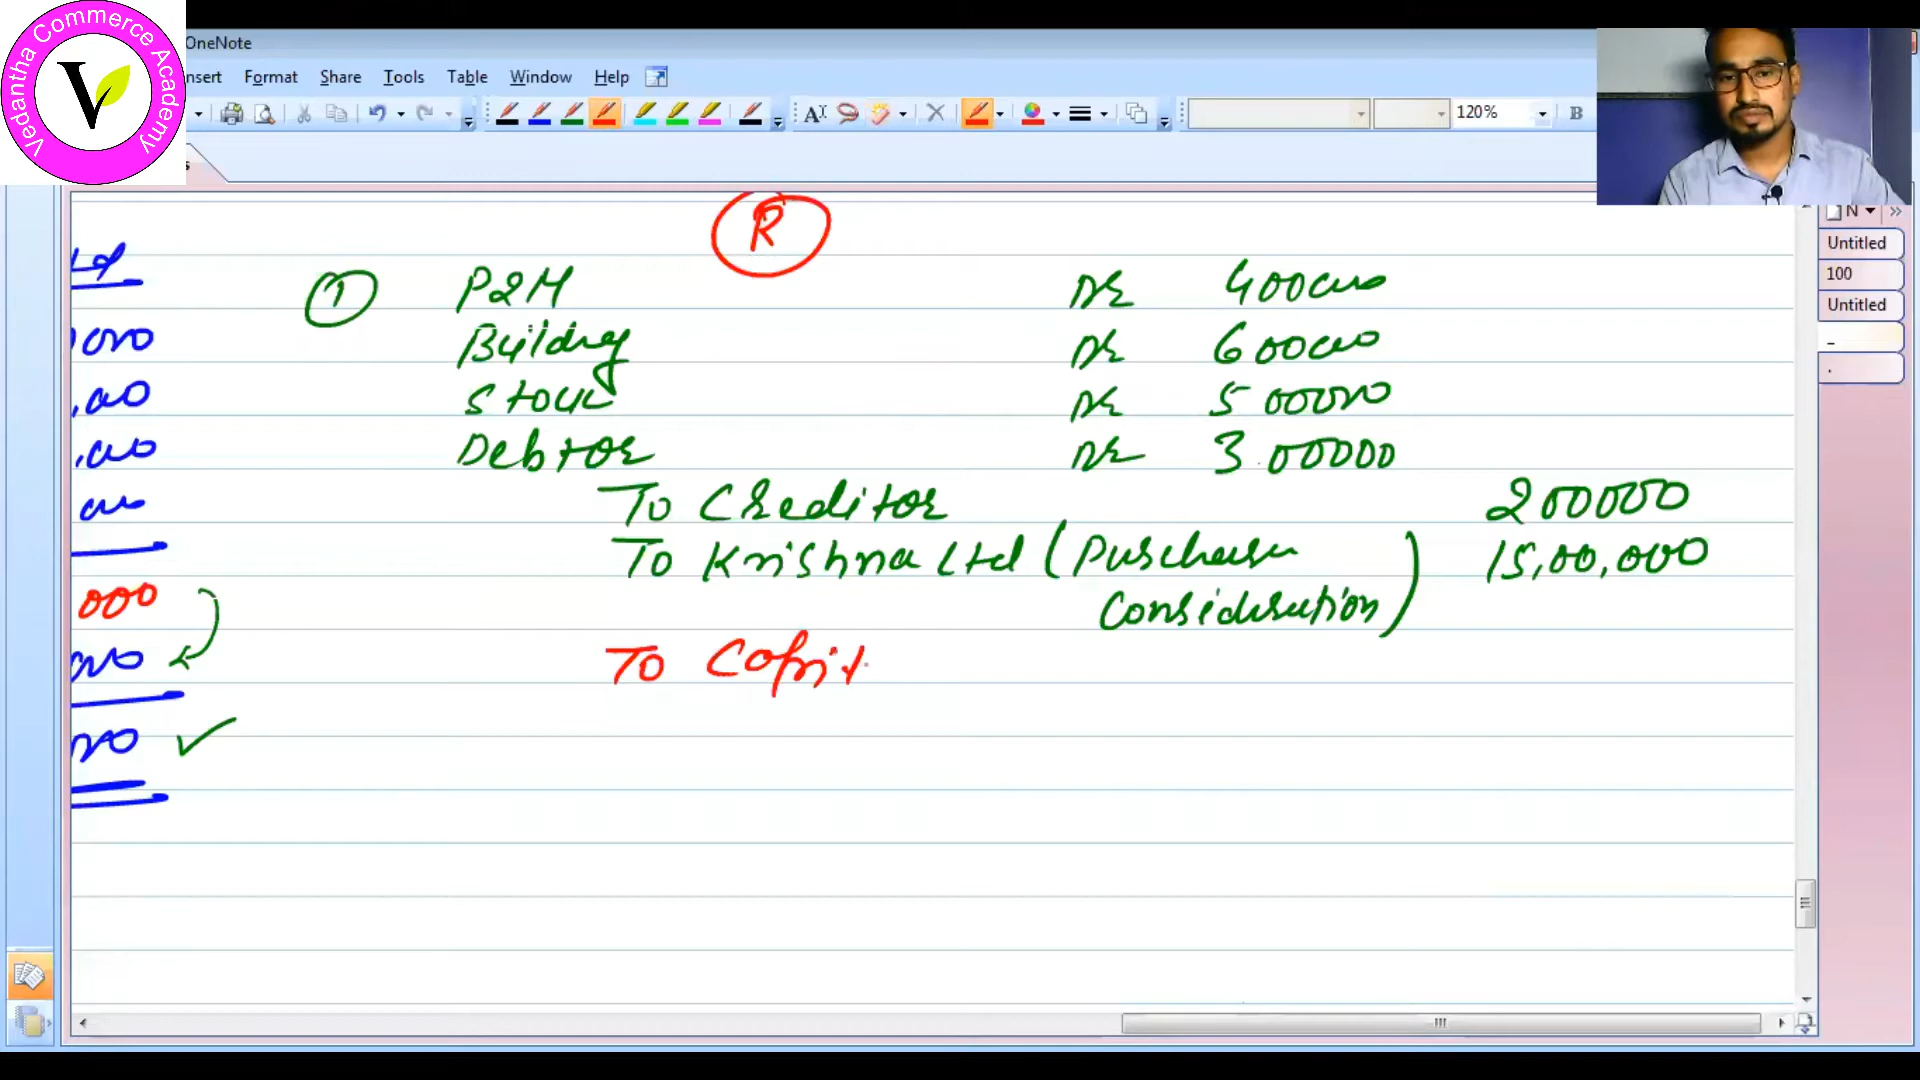 Vedantha Commerce Academy
V
OneNote
nsert Format Share Tools Table Window Help
120% B
s
N
Untitled
100
Untitled
_
.
R
Ltd
1 P&M DR 400000
Building DR 600000
Stock DR 500000
Debtor DR 300000
To Creditor 200000
To Krishna Ltd (Purchase Consideration) 15,00,000
000
To Capit